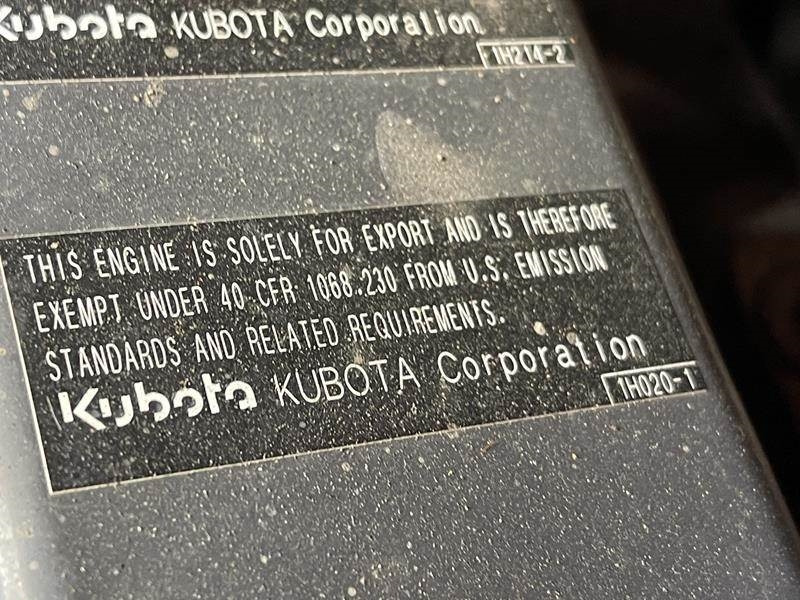 Kubota KUBOTA Corporation
1H214-2
THIS ENGINE IS SOLELY FOR EXPORT AND IS THEREFORE
EXEMPT UNDER 40 CFR 1068.230 FROM U.S. EMISSION
STANDARDS AND RELATED REQUIREMENTS.
Kubota KUBOTA Corporation
1H020-1